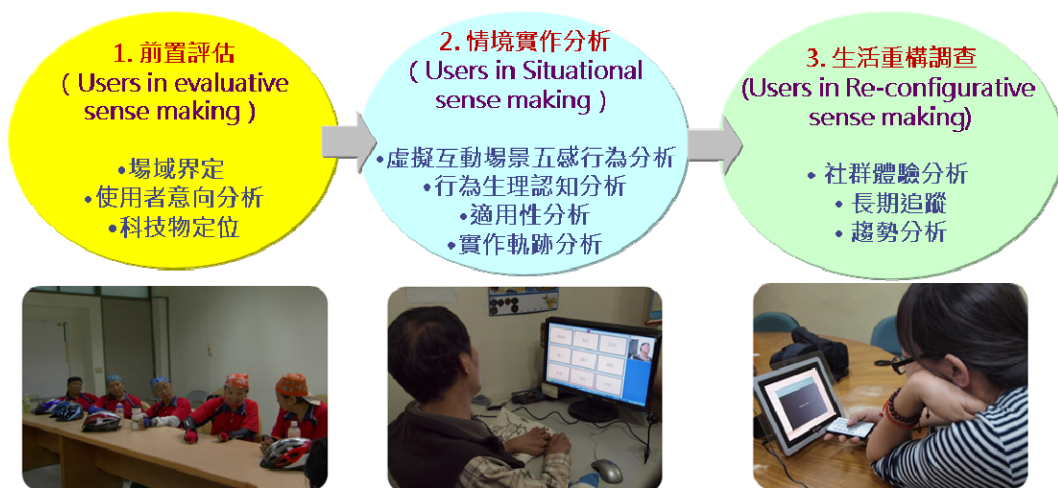 1. 前置評估
( Users in evaluative
sense making )
•場域界定
•使用者意向分析
•科技物定位
2. 情境實作分析
( Users in Situational
sense making )
•虛擬互動場景五感行為分析
•行為生理認知分析
•適用性分析
•實作軌跡分析
3. 生活重構調查
(Users in Re-configurative
sense making)
• 社群體驗分析
• 長期追蹤
• 趨勢分析